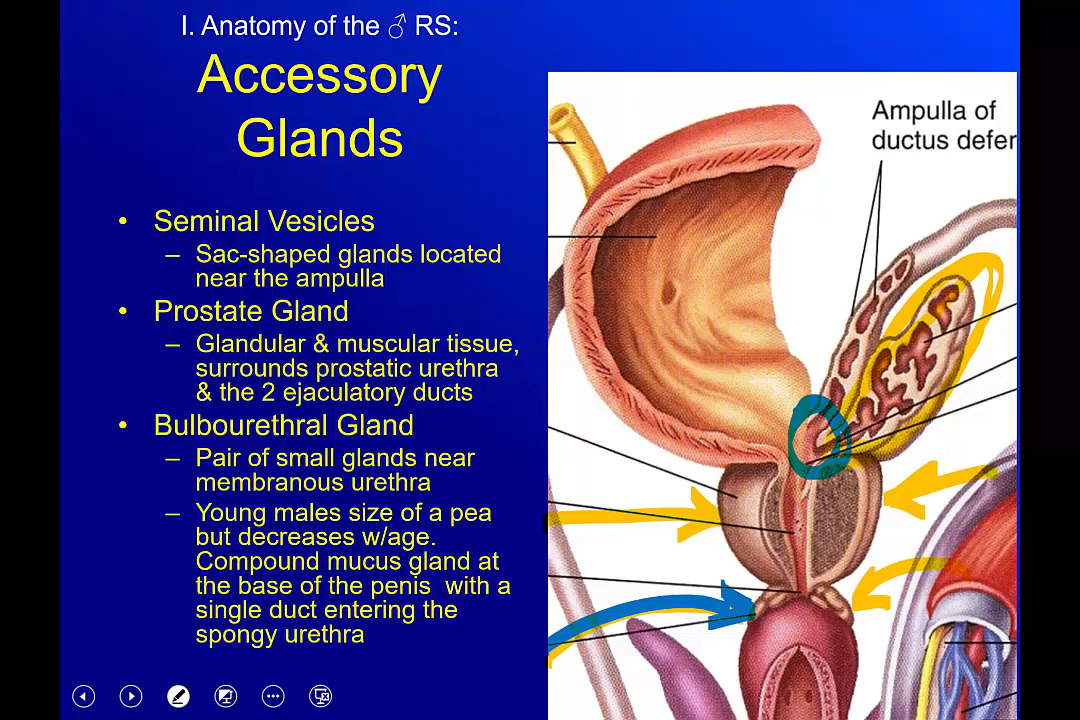 I. Anatomy of the ♂ RS:
Accessory
Glands
• Seminal Vesicles
– Sac-shaped glands located
near the ampulla
• Prostate Gland
– Glandular & muscular tissue,
surrounds prostatic urethra
& the 2 ejaculatory ducts
• Bulbourethral Gland
– Pair of small glands near
membranous urethra
– Young males size of a pea
but decreases w/age.
Compound mucus gland at
the base of the penis with a
single duct entering the
spongy urethra
Ampulla of
ductus defer